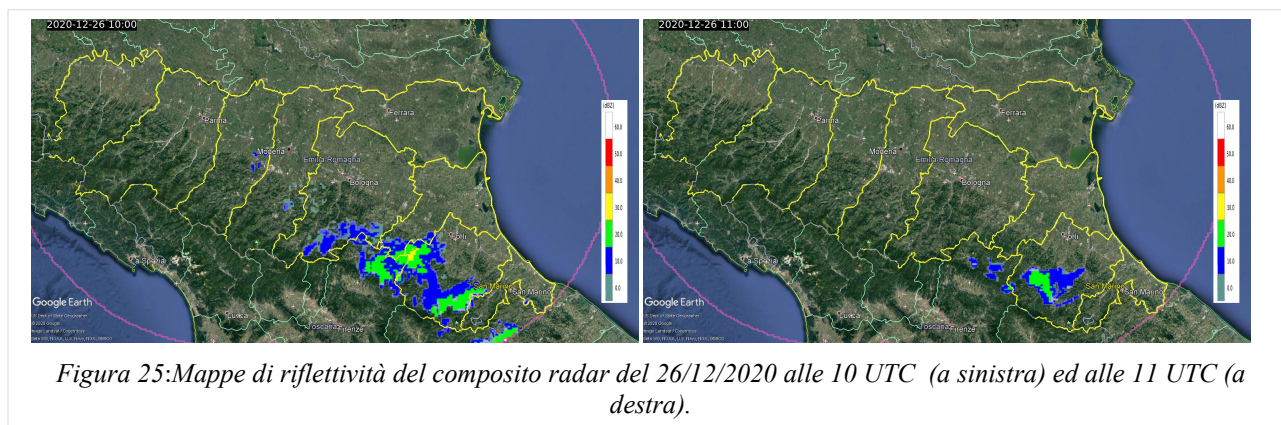 2020-12-26 10:00
Parma
Ferrara
Modena
Emilia-Romagna
Bologna
Forlì
La Spezia
San Marino
San Marino
Lucca
Toscana
Firenze
Google Earth
(dBZ)
60.0
50.0
40.0
30.0
20.0
10.0
0.0
2020-12-26 11:00
Parma
Ferrara
Modena
Emilia-Romagna
Bologna
Forlì
La Spezia
San Marino
San Marino
Lucca
Toscana
Firenze
Google Earth
(dBZ)
60.0
50.0
40.0
30.0
20.0
10.0
0.0
Figura 25:Mappe di riflettività del composito radar del 26/12/2020 alle 10 UTC (a sinistra) ed alle 11 UTC (a
destra).